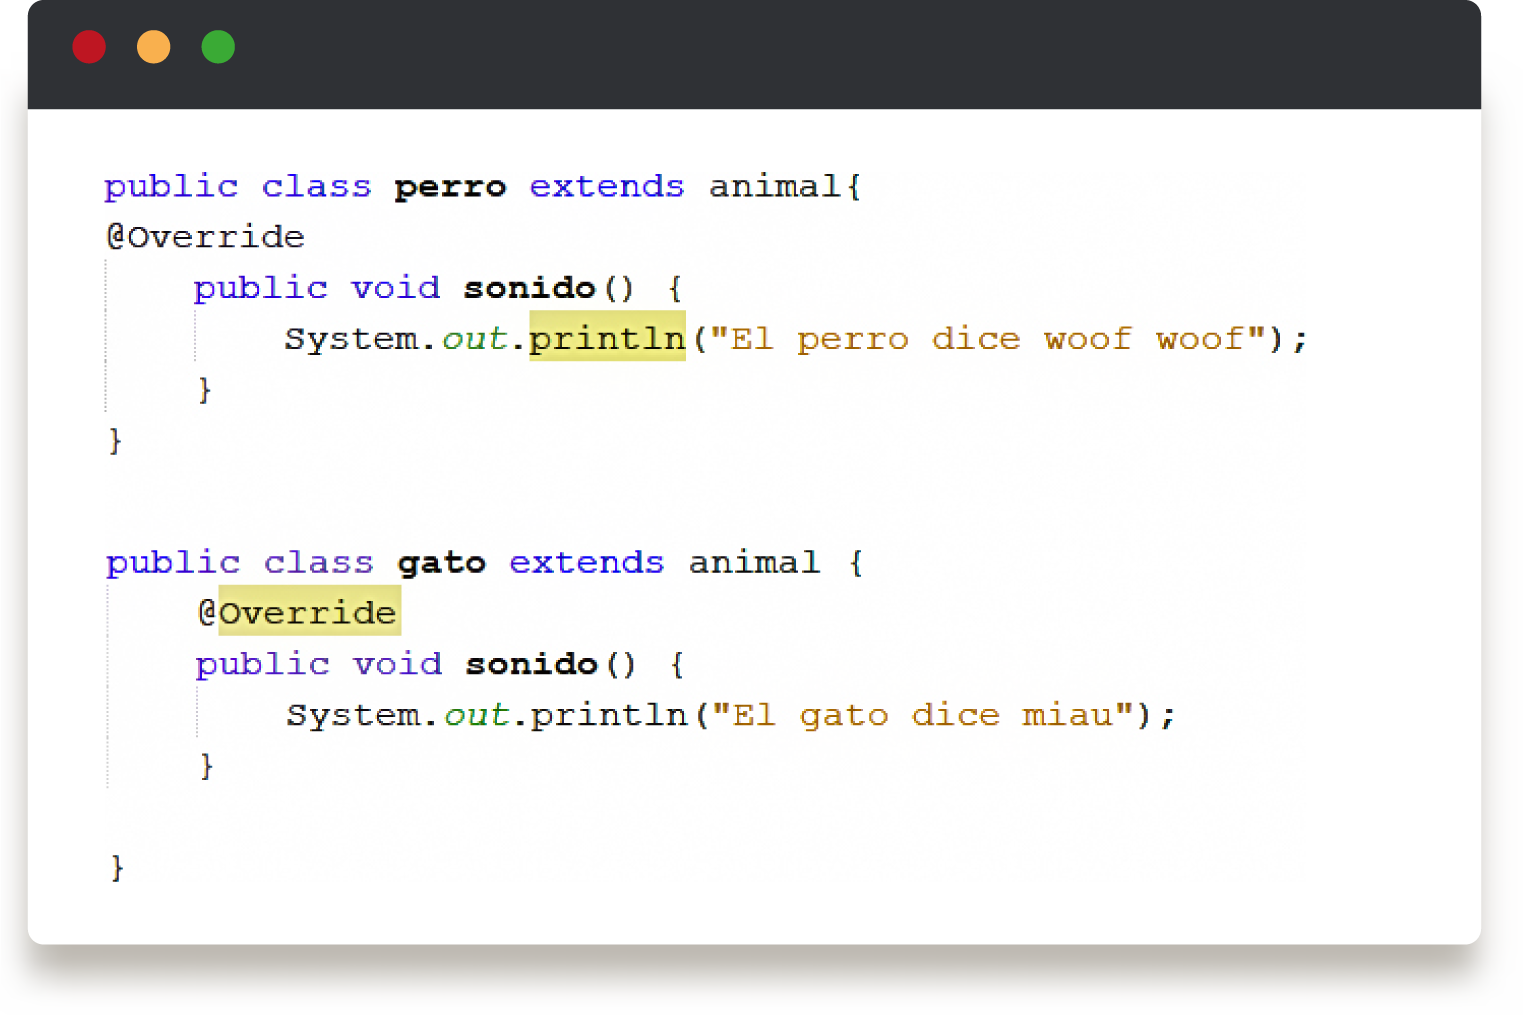 public class perro extends animal{
@Override
public void sonido() {
System.out.println("El perro dice woof woof");
}
}
public class gato extends animal {
@Override
public void sonido() {
System.out.println("El gato dice miau");
}
}